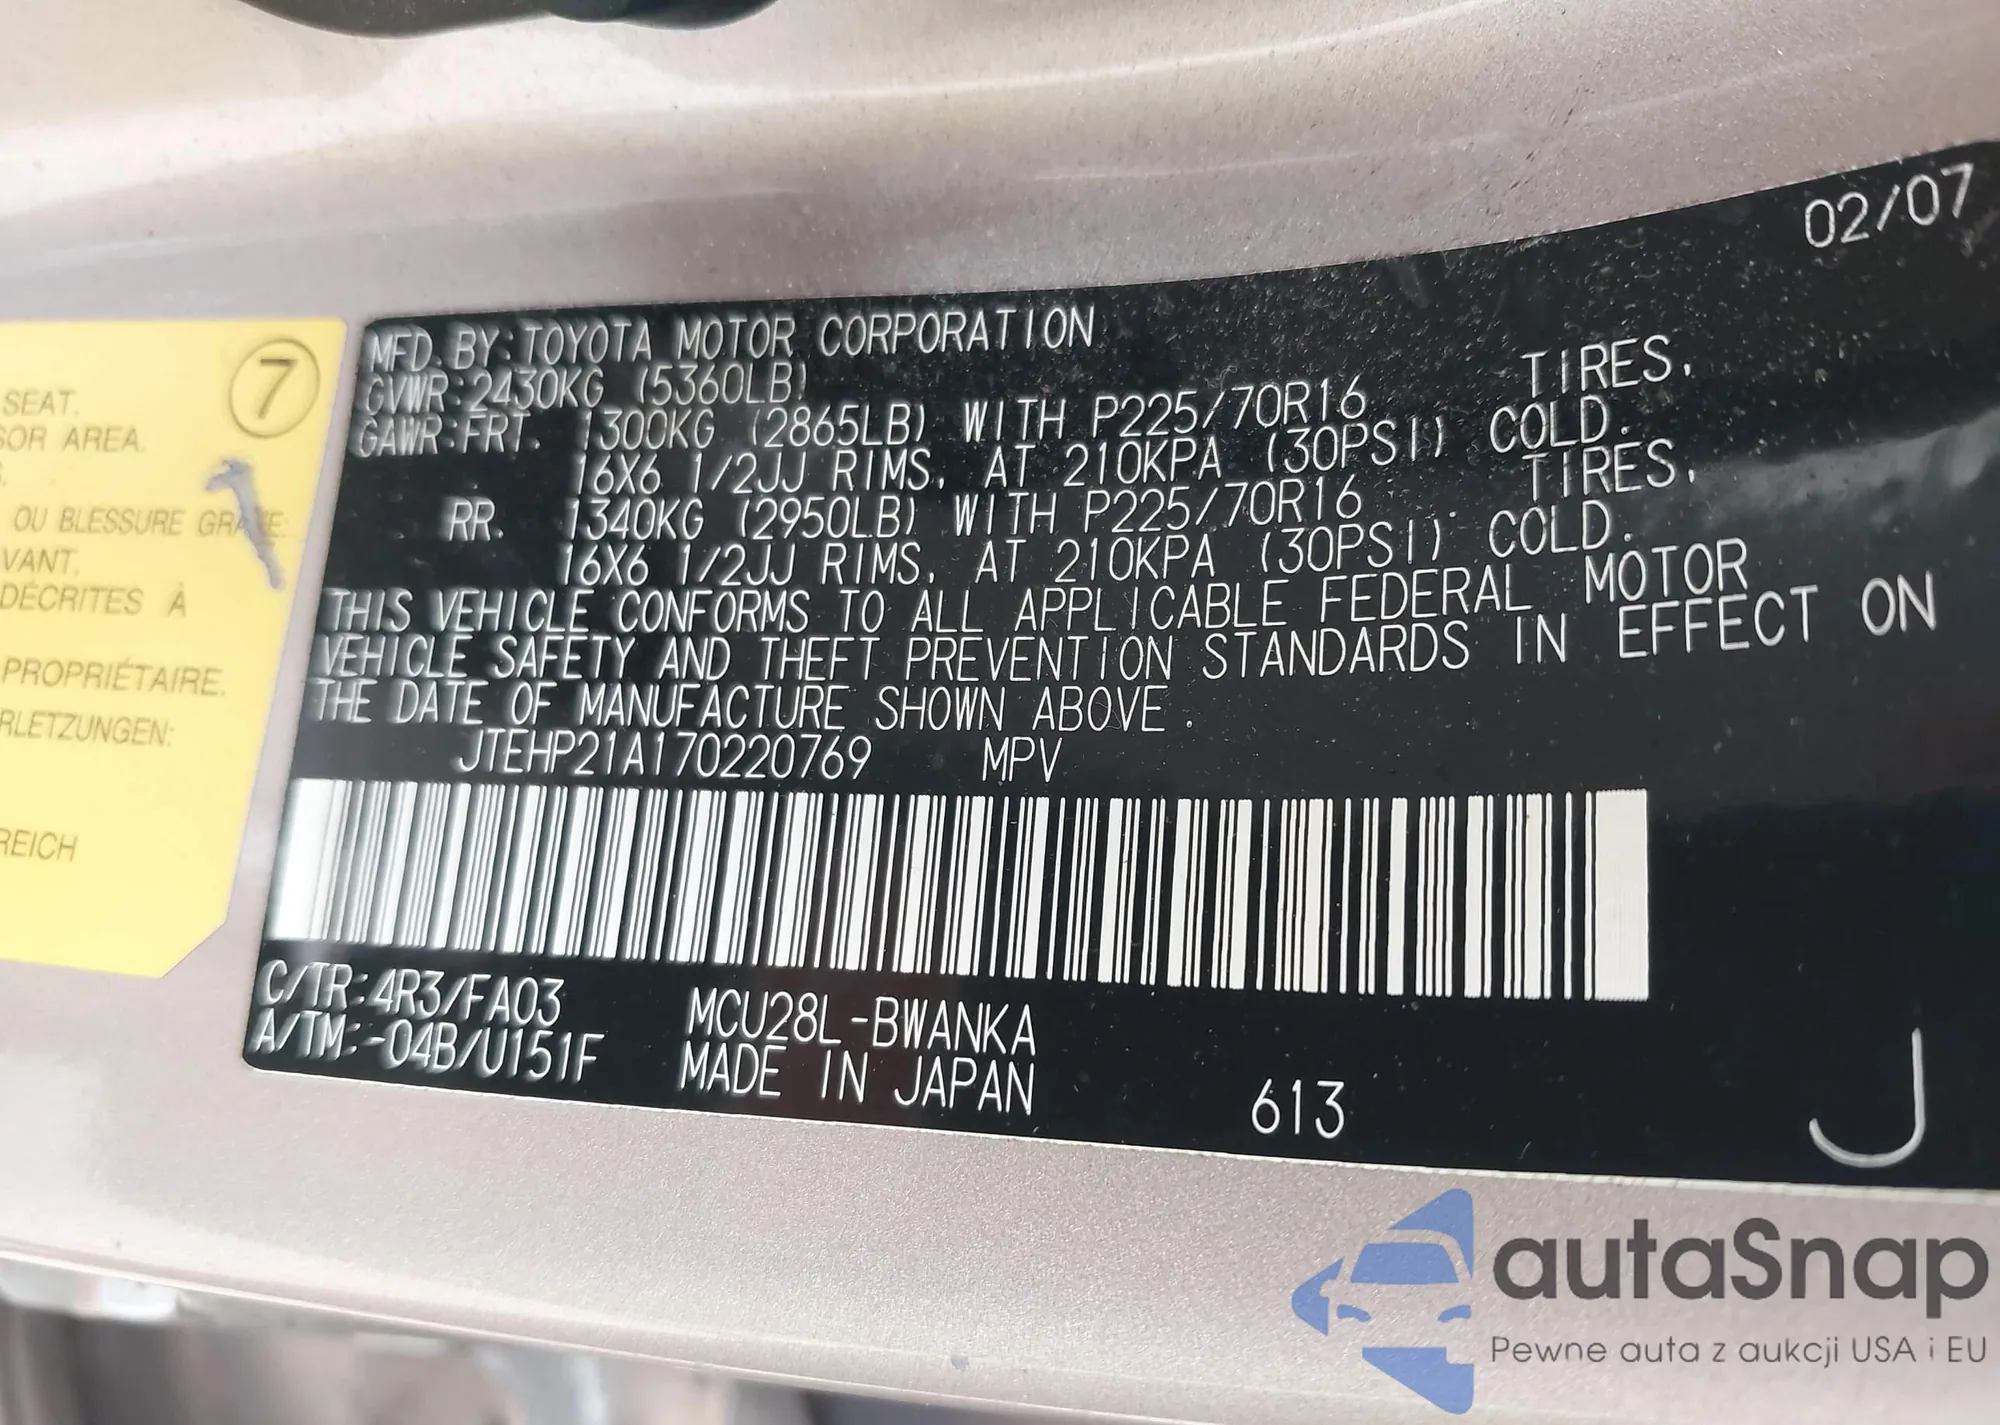 7
SEAT.
SOR AREA.
OU BLESSURE GRAVE:
VANT.
DÉCRITES À
PROPRIÉTAIRE.
RLETZUNGEN:
REICH
02/07
MFD. BY: TOYOTA MOTOR CORPORATION
GVWR: 2430KG (5360LB)
GAWR: FRT. 1300KG (2865LB) WITH P225/70R16 TIRES,
16X6 1/2JJ RIMS, AT 210KPA (30PSI) COLD.
RR. 1340KG (2950LB) WITH P225/70R16 TIRES,
16X6 1/2JJ RIMS, AT 210KPA (30PSI) COLD.
THIS VEHICLE CONFORMS TO ALL APPLICABLE FEDERAL MOTOR
VEHICLE SAFETY AND THEFT PREVENTION STANDARDS IN EFFECT ON
THE DATE OF MANUFACTURE SHOWN ABOVE.
JTEHP21A170220769 MPV
C/TR: 4R3/FA03 MCU28L-BWANKA
A/TM: -04B/U151F MADE IN JAPAN
613
J
autaSnap
Pewne auta z aukcji USA i EU